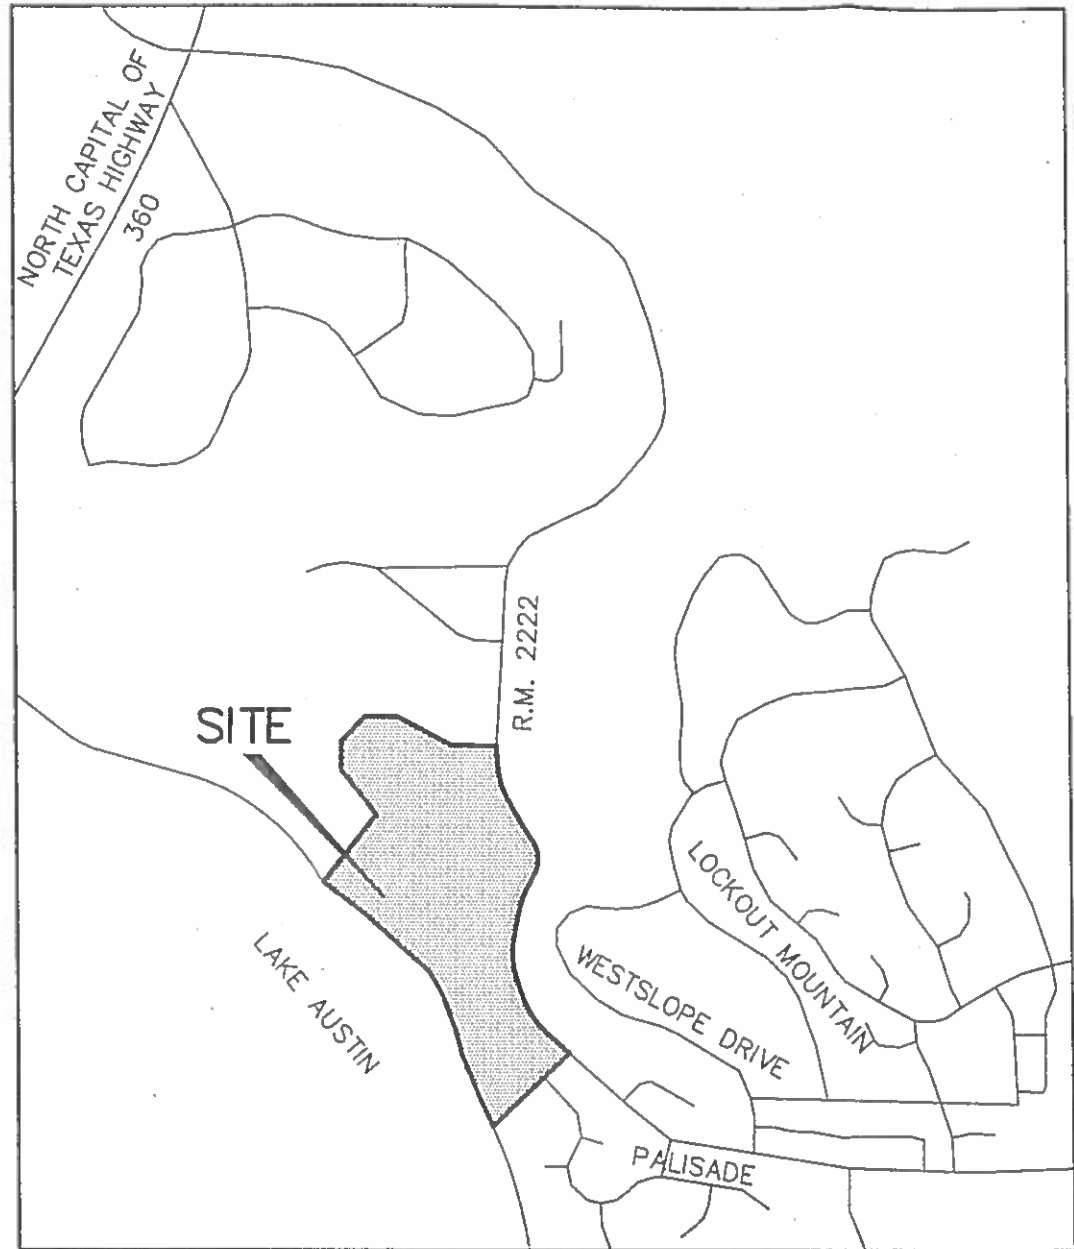 NORTH CAPITAL OF
TEXAS HIGHWAY
360
R.M. 2222
SITE
LOCKOUT MOUNTAIN
LAKE AUSTIN
WESTSLOPE DRIVE
PALISADE